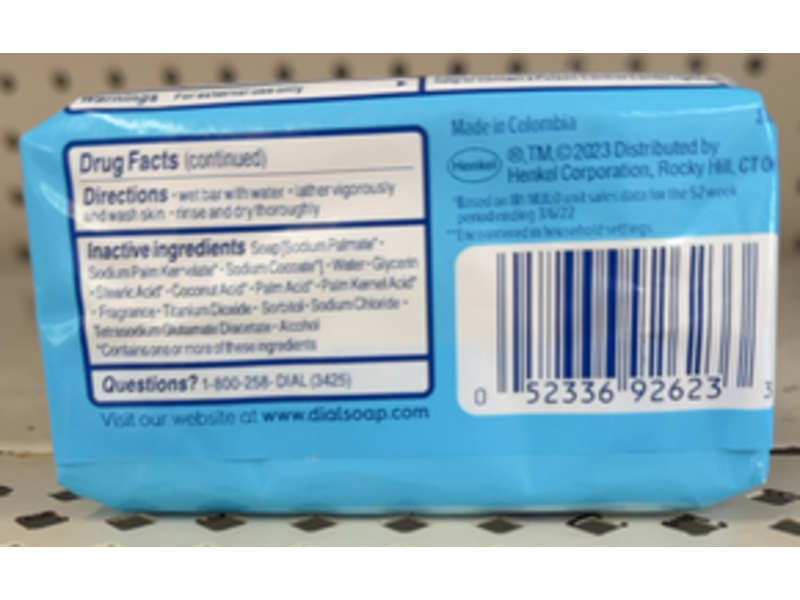 Warnings For external use only
Drug Facts (continued)
Directions • wet bar with water • lather vigorously
and wash skin • rinse and dry thoroughly
Inactive ingredients Soap [Sodium Palmate*•
Sodium Palm Kernelate* • Sodium Cocoate*] • Water • Glycerin
• Stearic Acid* • Coconut Acid* • Palm Acid* • Palm Kernel Acid*
• Fragrance • Titanium Dioxide • Sorbitol • Sodium Chloride •
Tetrasodium Glutamate Diacetate • Alcohol
*Contains one or more of these ingredients
Questions? 1-800-258-DIAL (3425)
Visit our website at www.dialsoap.com
Made in Colombia
Henkel
®,TM,© 2023 Distributed by
Henkel Corporation, Rocky Hill, CT
*Based on IRI MULO unit sales data for the 52 week
period ending 3/6/22
**Encountered in household settings.
0 52336 92623 3